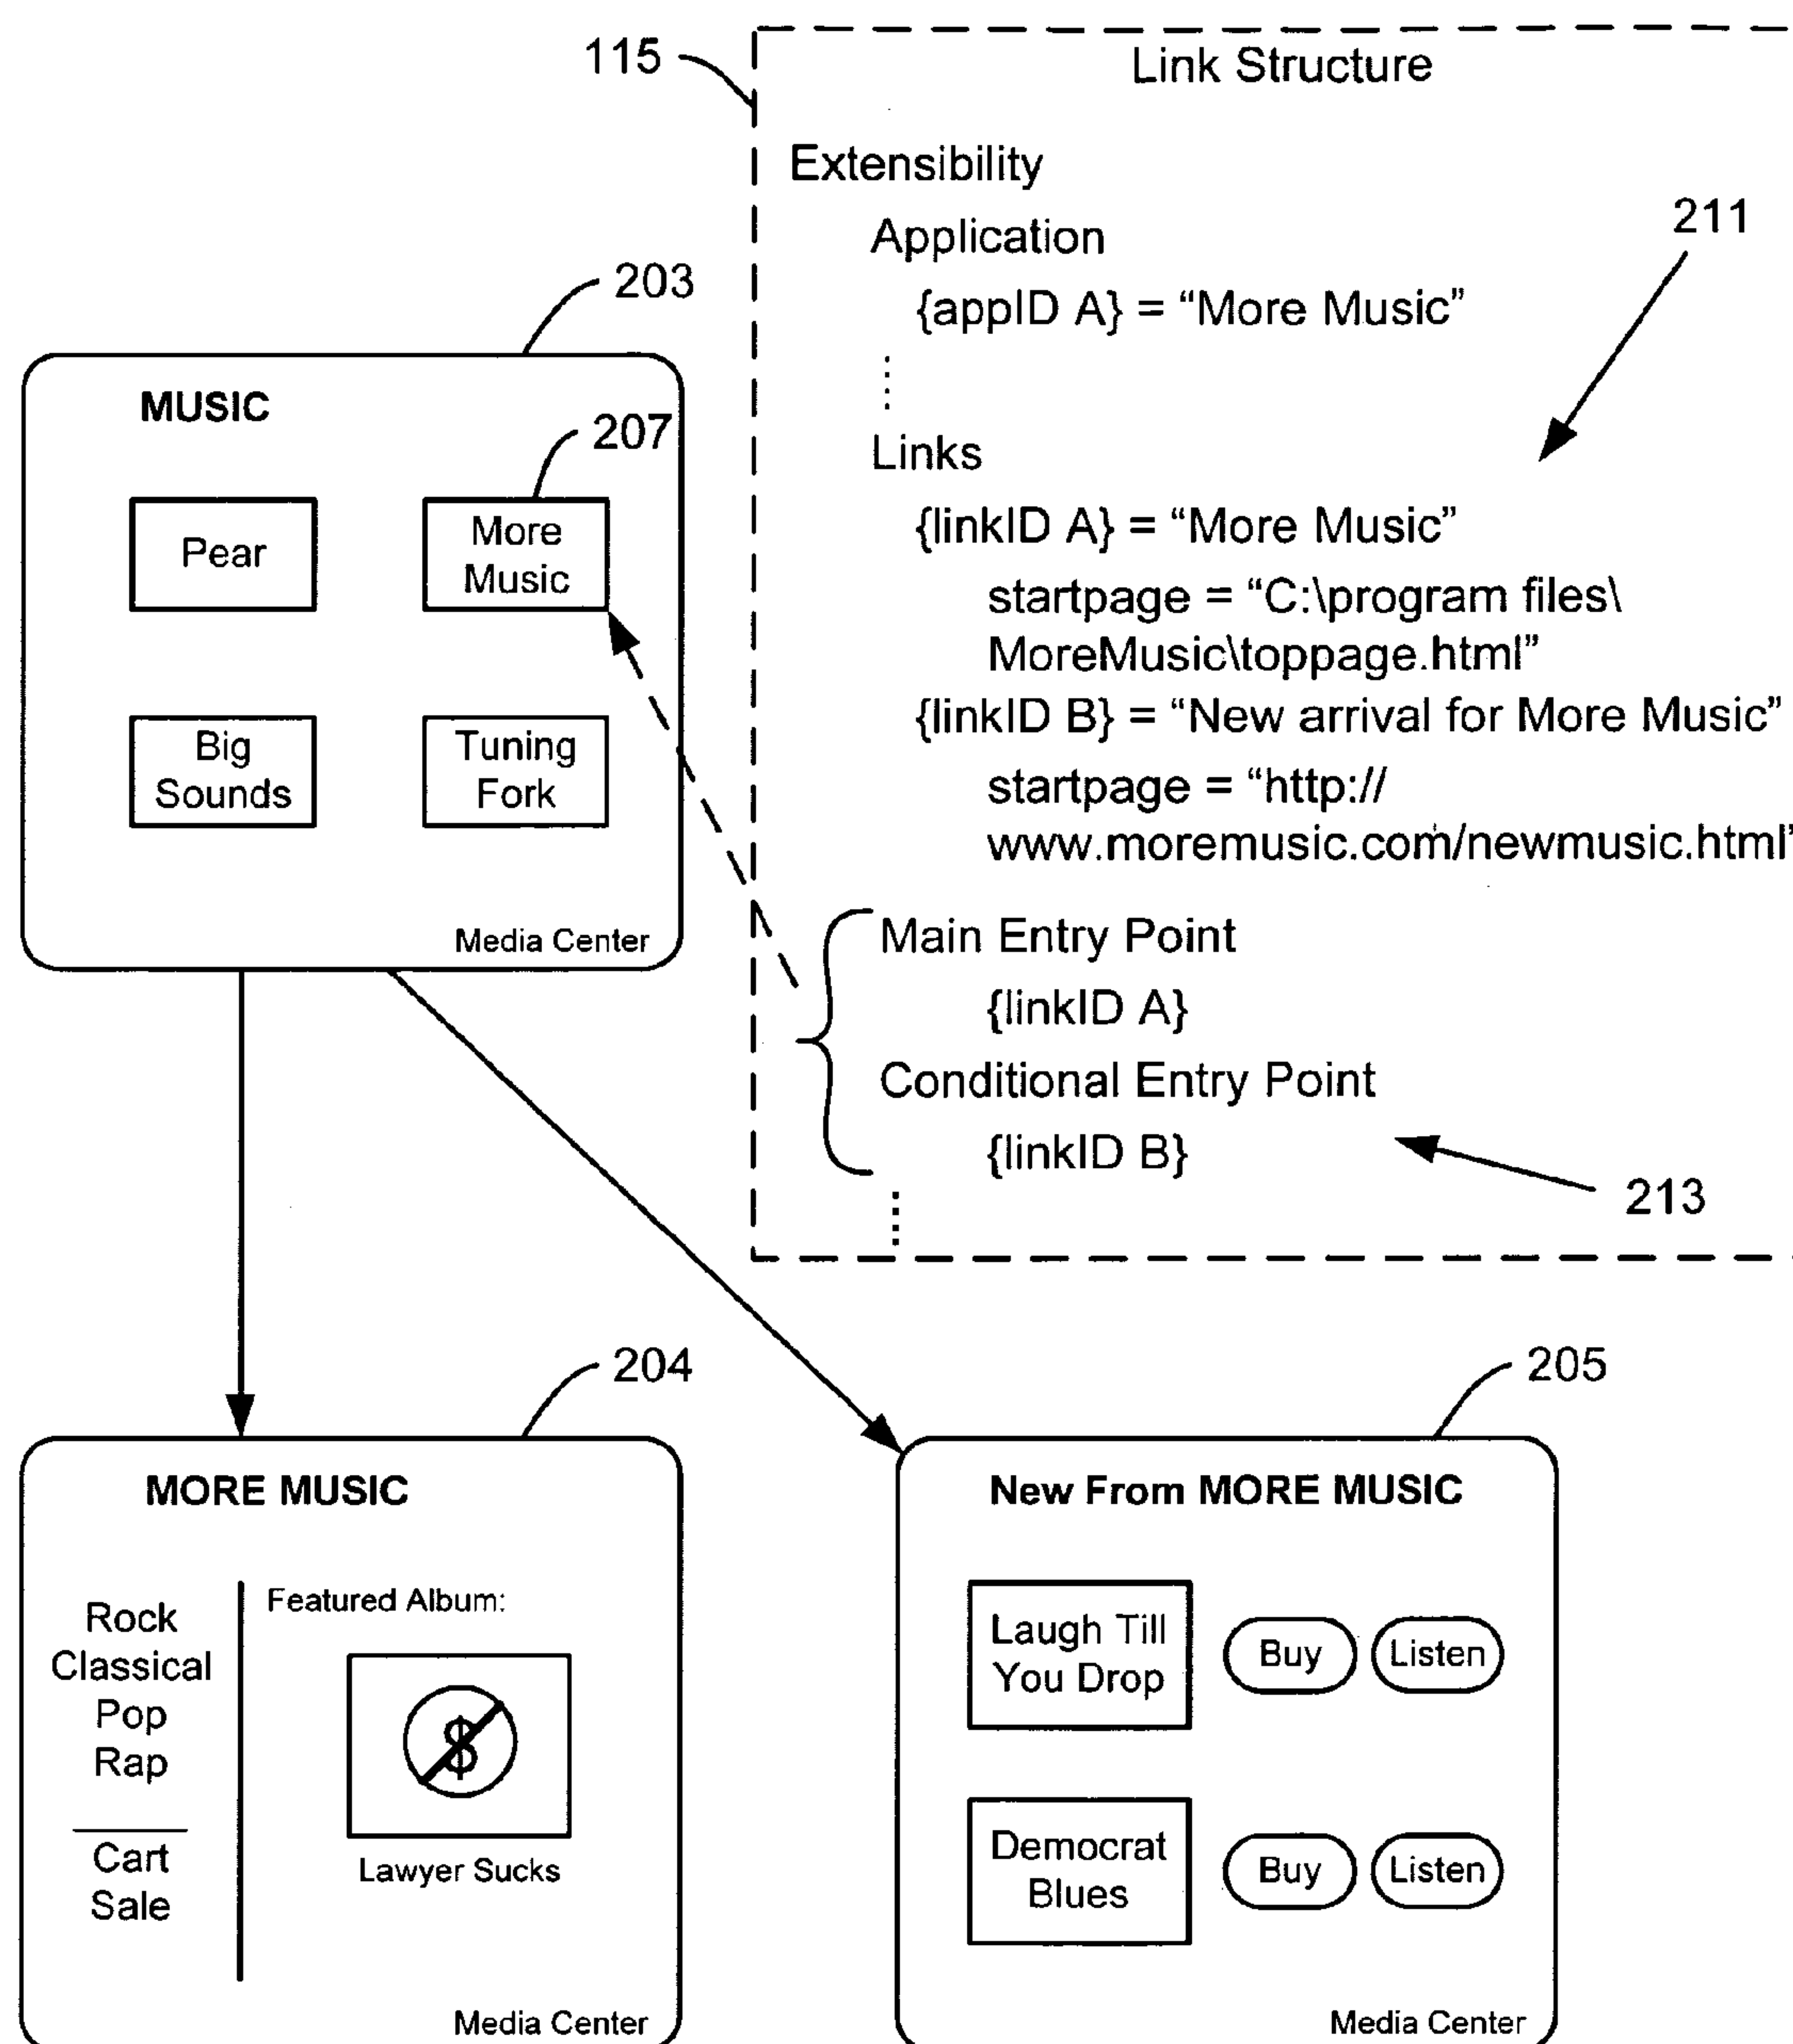 115
Link Structure
Extensibility
Application
{appID A} = “More Music”
211
Links
{linkID A} = “More Music”
startpage = “C:\program files\
MoreMusic\toppage.html”
{linkID B} = “New arrival for More Music”
startpage = “http://
www.moremusic.com/newmusic.html”
Main Entry Point
{linkID A}
Conditional Entry Point
{linkID B}
213
203
MUSIC
207
Pear
More
Music
Big
Sounds
Tuning
Fork
Media Center
204
MORE MUSIC
Rock
Classical
Pop
Rap
Cart
Sale
Featured Album:
$
Lawyer Sucks
Media Center
205
New From MORE MUSIC
Laugh Till
You Drop
Buy
Listen
Democrat
Blues
Buy
Listen
Media Center